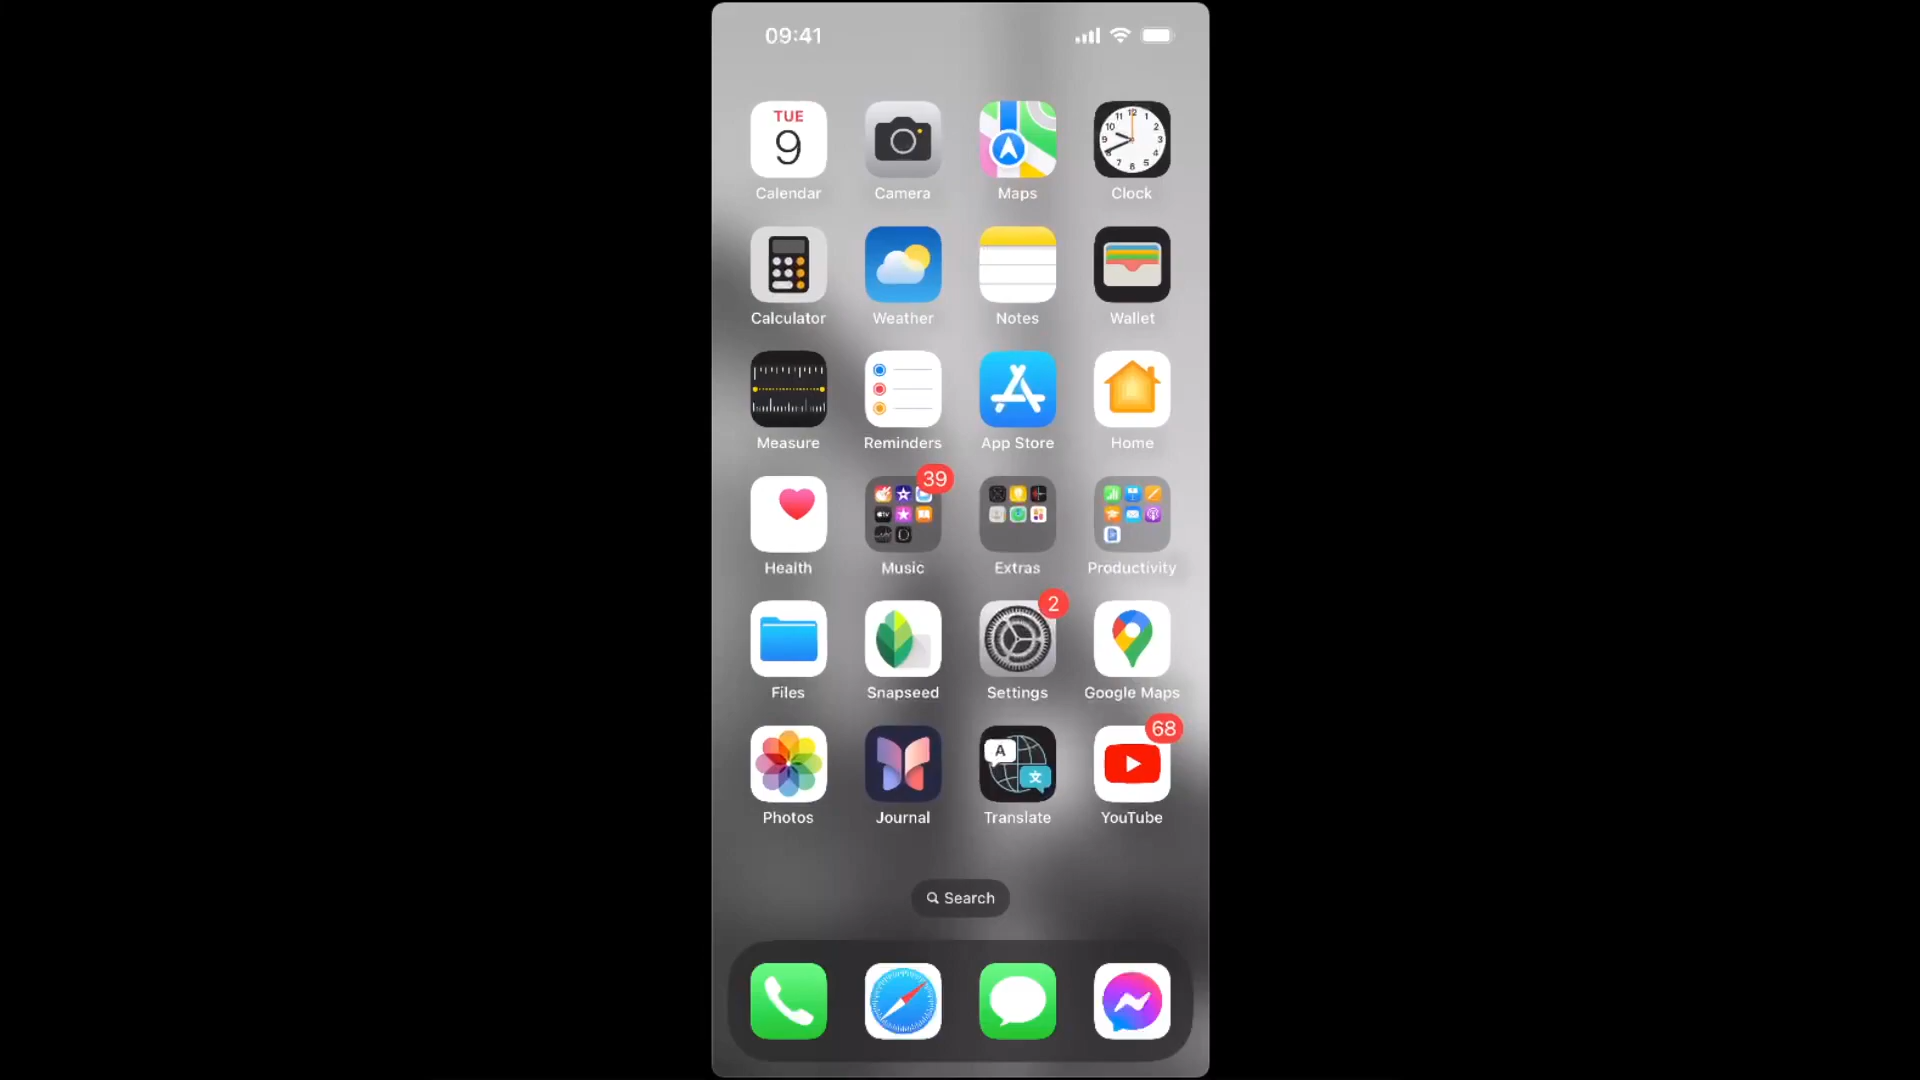 09:41
TUE
9
Calendar
Camera
Maps
Clock
Calculator
Weather
Notes
Wallet
Measure
Reminders
App Store
Home
39
Health
Music
Extras
Productivity
2
Files
Snapseed
Settings
Google Maps
68
A
文
Photos
Journal
Translate
YouTube
Search